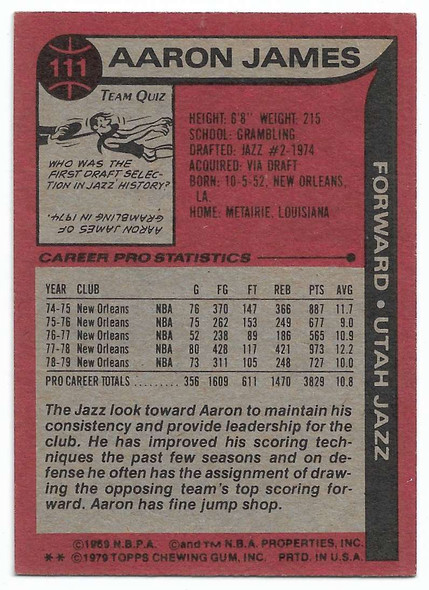 111
AARON JAMES
TEAM QUIZ
WHO WAS THE
FIRST DRAFT SELEC-
TION IN JAZZ HISTORY?
AARON JAMES OF
GRAMBLING IN 1974.
HEIGHT: 6'8" WEIGHT: 215
SCHOOL: GRAMBLING
DRAFTED: JAZZ #2-1974
ACQUIRED: VIA DRAFT
BORN: 10-5-52, NEW ORLEANS,
LA.
HOME: METAIRIE, LOUISIANA
FORWARD • UTAH JAZZ
CAREER PRO STATISTICS
YEAR CLUB G FG FT REB PTS AVG
74-75 New Orleans NBA 76 370 147 366 887 11.7
75-76 New Orleans NBA 75 262 153 249 677 9.0
76-77 New Orleans NBA 52 238 89 186 565 10.9
77-78 New Orleans NBA 80 428 117 421 973 12.2
78-79 New Orleans NBA 73 311 105 248 727 10.0
PRO CAREER TOTALS ......... 356 1609 611 1470 3829 10.8
The Jazz look toward Aaron to maintain his
consistency and provide leadership for the
club. He has improved his scoring tech-
niques the past few seasons and on de-
fense he often has the assignment of draw-
ing the opposing team's top scoring for-
ward. Aaron has fine jump shop.
©1969 N.B.P.A. ©and TM N.B.A. PROPERTIES, INC.
** ©1979 TOPPS CHEWING GUM, INC. PRTD. IN U.S.A.